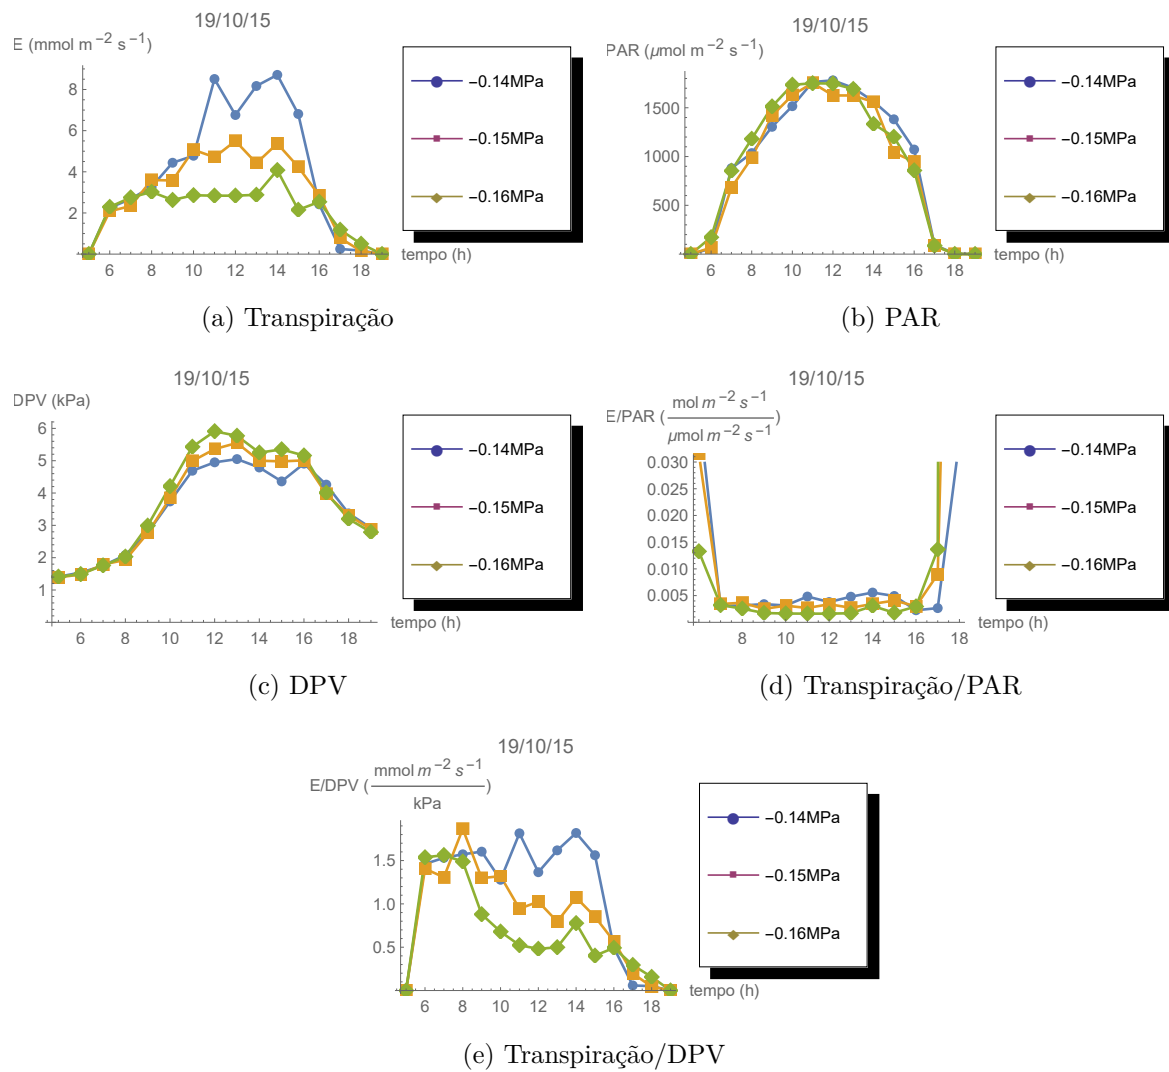 19/10/15
E (mmol m⁻² s⁻¹)
8
6
4
2
6 8 10 12 14 16 18
tempo (h)
−0.14MPa
−0.15MPa
−0.16MPa
(a) Transpiração
19/10/15
PAR (μmol m⁻² s⁻¹)
1500
1000
500
6 8 10 12 14 16 18
tempo (h)
−0.14MPa
−0.15MPa
−0.16MPa
(b) PAR
19/10/15
DPV (kPa)
6
5
4
3
2
1
6 8 10 12 14 16 18
tempo (h)
−0.14MPa
−0.15MPa
−0.16MPa
(c) DPV
19/10/15
E/PAR (mol m⁻² s⁻¹ / μmol m⁻² s⁻¹)
0.030
0.025
0.020
0.015
0.010
0.005
8 10 12 14 16 18
tempo (h)
−0.14MPa
−0.15MPa
−0.16MPa
(d) Transpiração/PAR
19/10/15
E/DPV (mmol m⁻² s⁻¹ / kPa)
1.5
1.0
0.5
6 8 10 12 14 16 18
tempo (h)
−0.14MPa
−0.15MPa
−0.16MPa
(e) Transpiração/DPV